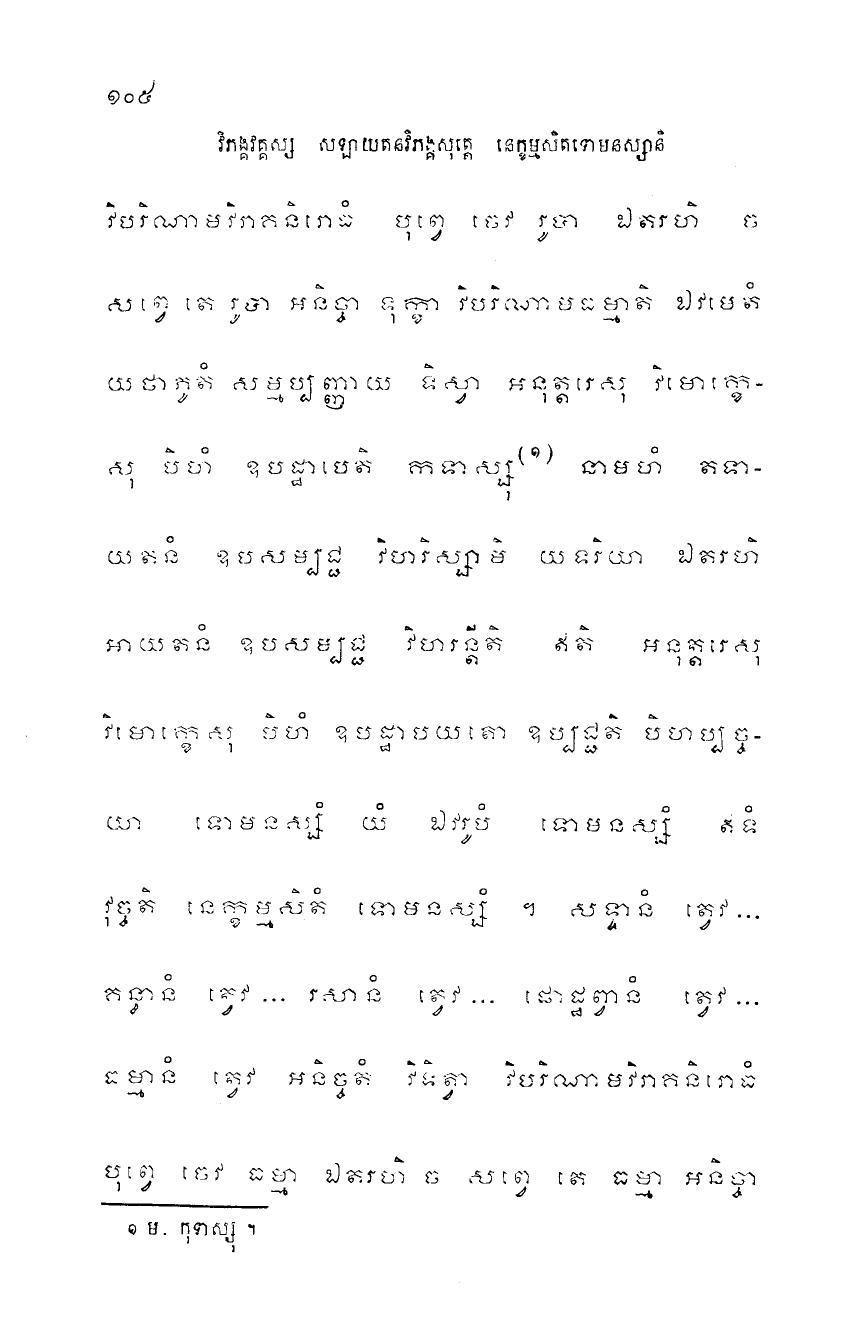 ១០៥
វិភង្គវគ្គស្ស សឡាយតនវិភង្គសុត្តេ នេក្ខម្មសិតទោមនស្សានិ
វិបរិណាមវិរាគនិរោធំ បុព្វេ ចេវ រូបា ឯតរហិ ច
សព្វេ តេ រូបា អនិច្ចា ទុក្ខា វិបរិណាមធម្មាតិ ឯវមេតំ
យថាភូតំ សម្មប្បញ្ញាយ ទិស្វា អនុត្តរេសុ វិមោក្ខេ-
សុ បិហំ ឧបដ្ឋាបេតិ កទាស្សុ(១) នាមហំ តទា-
យតនំ ឧបសម្បជ្ជ វិហរិស្សាមិ យទរិយា ឯតរហិ
អាយតនំ ឧបសម្បជ្ជ វិហរន្តីតិ ឥតិ អនុត្តរេសុ
វិមោក្ខេសុ បិហំ ឧបដ្ឋាបយតោ ឧប្បជ្ជតិ បិហប្បច្ច-
យា ទោមនស្សំ យំ ឯវរូបំ ទោមនស្សំ ឥទំ
វុច្ចតិ នេក្ខម្មសិតំ ទោមនស្សំ ។ សទ្ទានំ ត្វេវ...
គន្ធានំ ត្វេវ... រសានំ ត្វេវ... ផោដ្ឋព្វានំ ត្វេវ...
ធម្មានំ ត្វេវ អនិច្ចតំ វិទិត្វា វិបរិណាមវិរាគនិរោធំ
បុព្វេ ចេវ ធម្មា ឯតរហិ ច សព្វេ តេ ធម្មា អនិច្ចា
១ ម. កុទាស្សុ ។